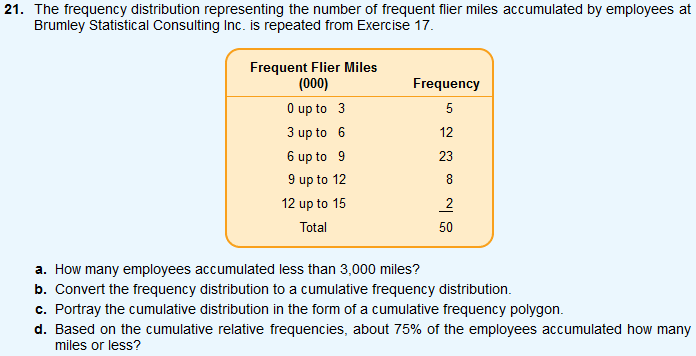 21. The frequency distribution representing the number of frequent flier miles accumulated by employees at
Brumley Statistical Consulting Inc. is repeated from Exercise 17.
Frequent Flier Miles
(000) Frequency
0 up to 3 5
3 up to 6 12
6 up to 9 23
9 up to 12 8
12 up to 15 2
Total 50
a. How many employees accumulated less than 3,000 miles?
b. Convert the frequency distribution to a cumulative frequency distribution.
c. Portray the cumulative distribution in the form of a cumulative frequency polygon.
d. Based on the cumulative relative frequencies, about 75% of the employees accumulated how many
miles or less?